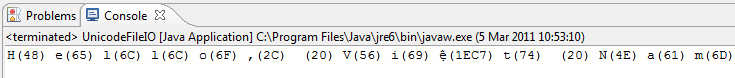 Problems Console
<terminated> UnicodeFileIO [Java Application] C:\Program Files\Java\jre6\bin\javaw.exe (5 Mar 2011 10:53:10)
H(48) e(65) l(6C) l(6C) o(6F) ,(2C)  (20) V(56) i(69) ệ(1EC7) t(74)  (20) N(4E) a(61) m(6D)